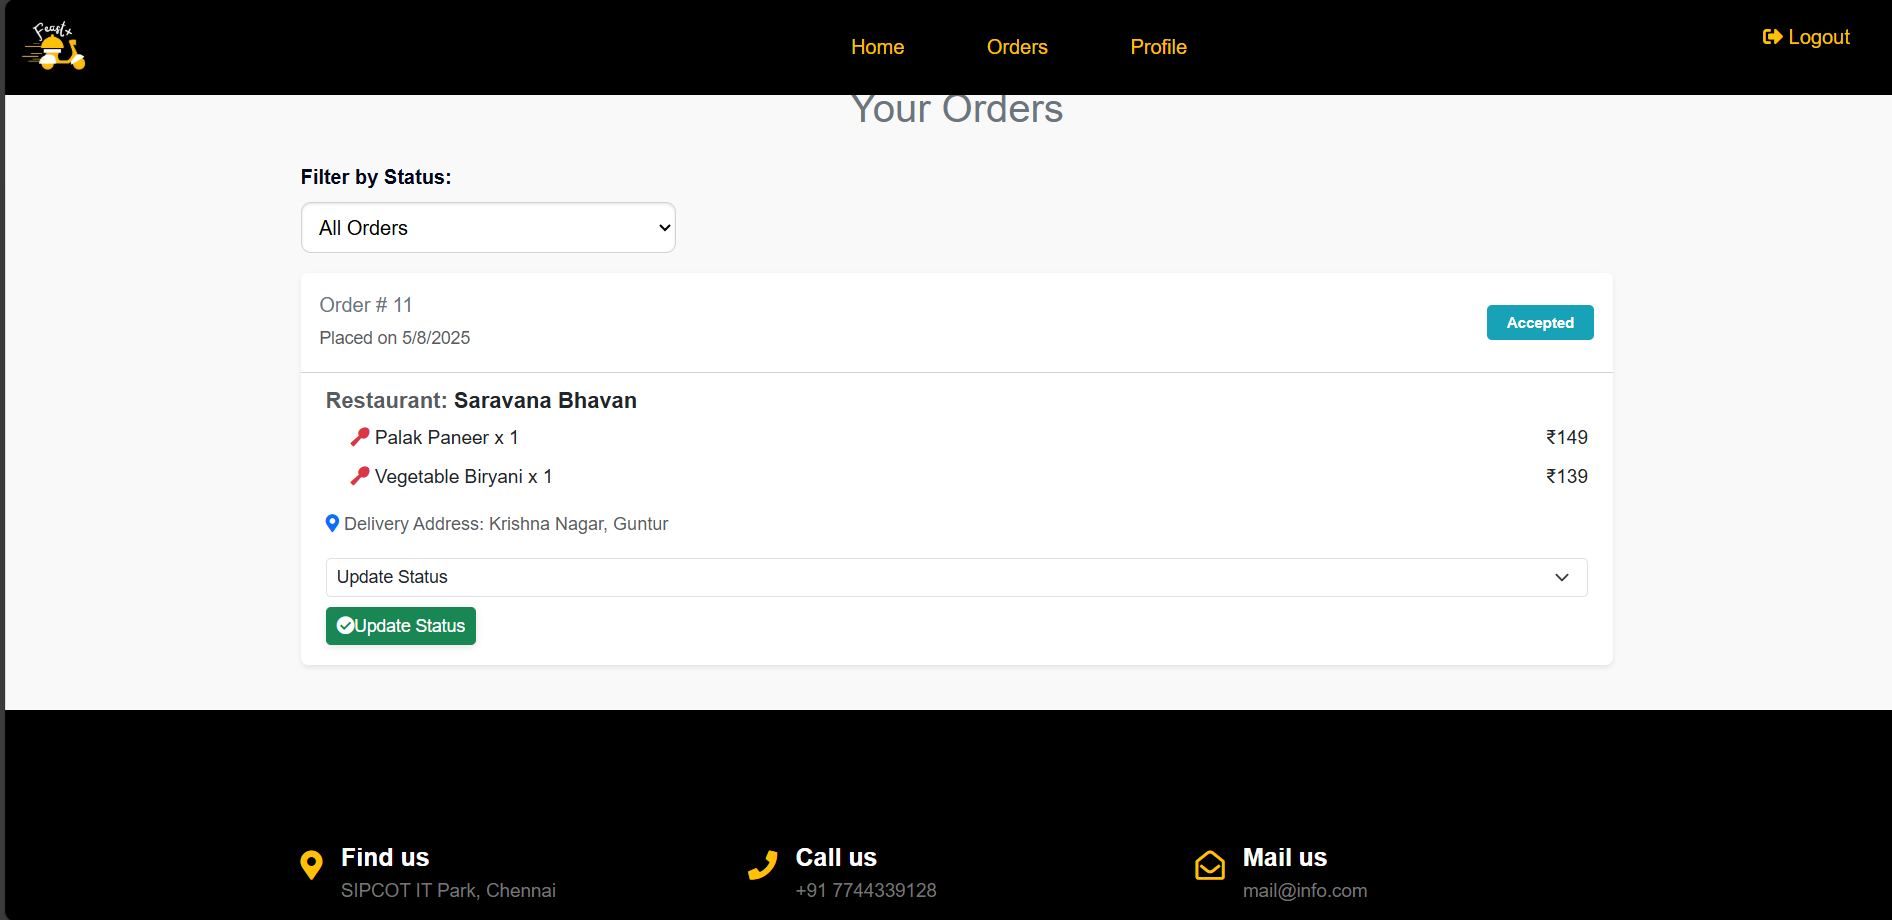 Feastx
Home Orders Profile
Logout
Your Orders
Filter by Status:
All Orders
Order # 11
Placed on 5/8/2025
Accepted
Restaurant: Saravana Bhavan
Palak Paneer x 1 ₹149
Vegetable Biryani x 1 ₹139
Delivery Address: Krishna Nagar, Guntur
Update Status
Update Status
Find us
SIPCOT IT Park, Chennai
Call us
+91 7744339128
Mail us
mail@info.com